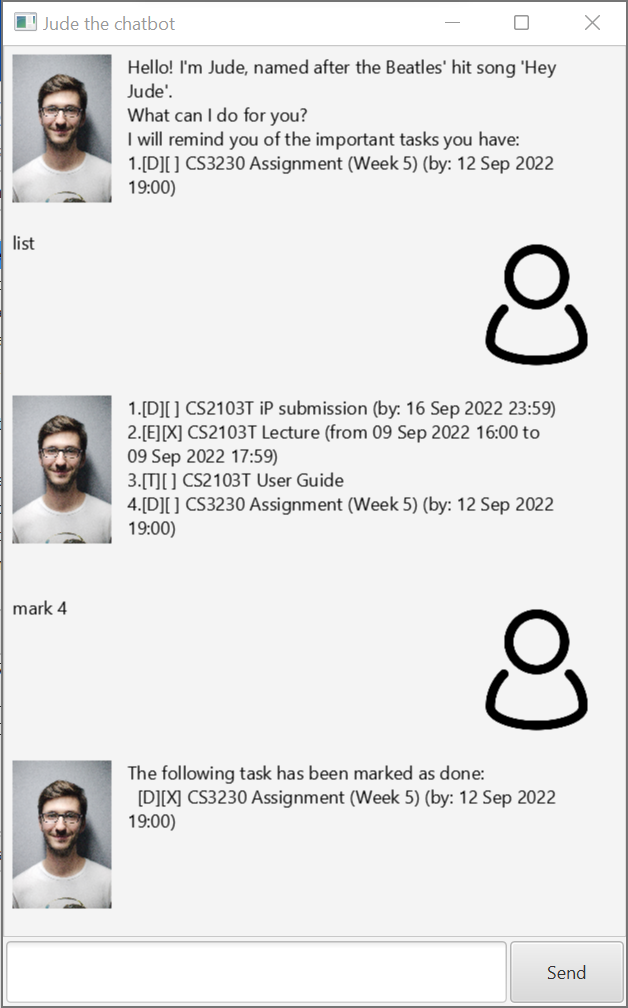 Jude the chatbot
Hello! I'm Jude, named after the Beatles' hit song 'Hey
Jude'.
What can I do for you?
I will remind you of the important tasks you have:
1.[D][ ] CS3230 Assignment (Week 5) (by: 12 Sep 2022
19:00)
list
1.[D][ ] CS2103T iP submission (by: 16 Sep 2022 23:59)
2.[E][X] CS2103T Lecture (from 09 Sep 2022 16:00 to
09 Sep 2022 17:59)
3.[T][ ] CS2103T User Guide
4.[D][ ] CS3230 Assignment (Week 5) (by: 12 Sep 2022
19:00)
mark 4
The following task has been marked as done:
[D][X] CS3230 Assignment (Week 5) (by: 12 Sep 2022
19:00)
Send